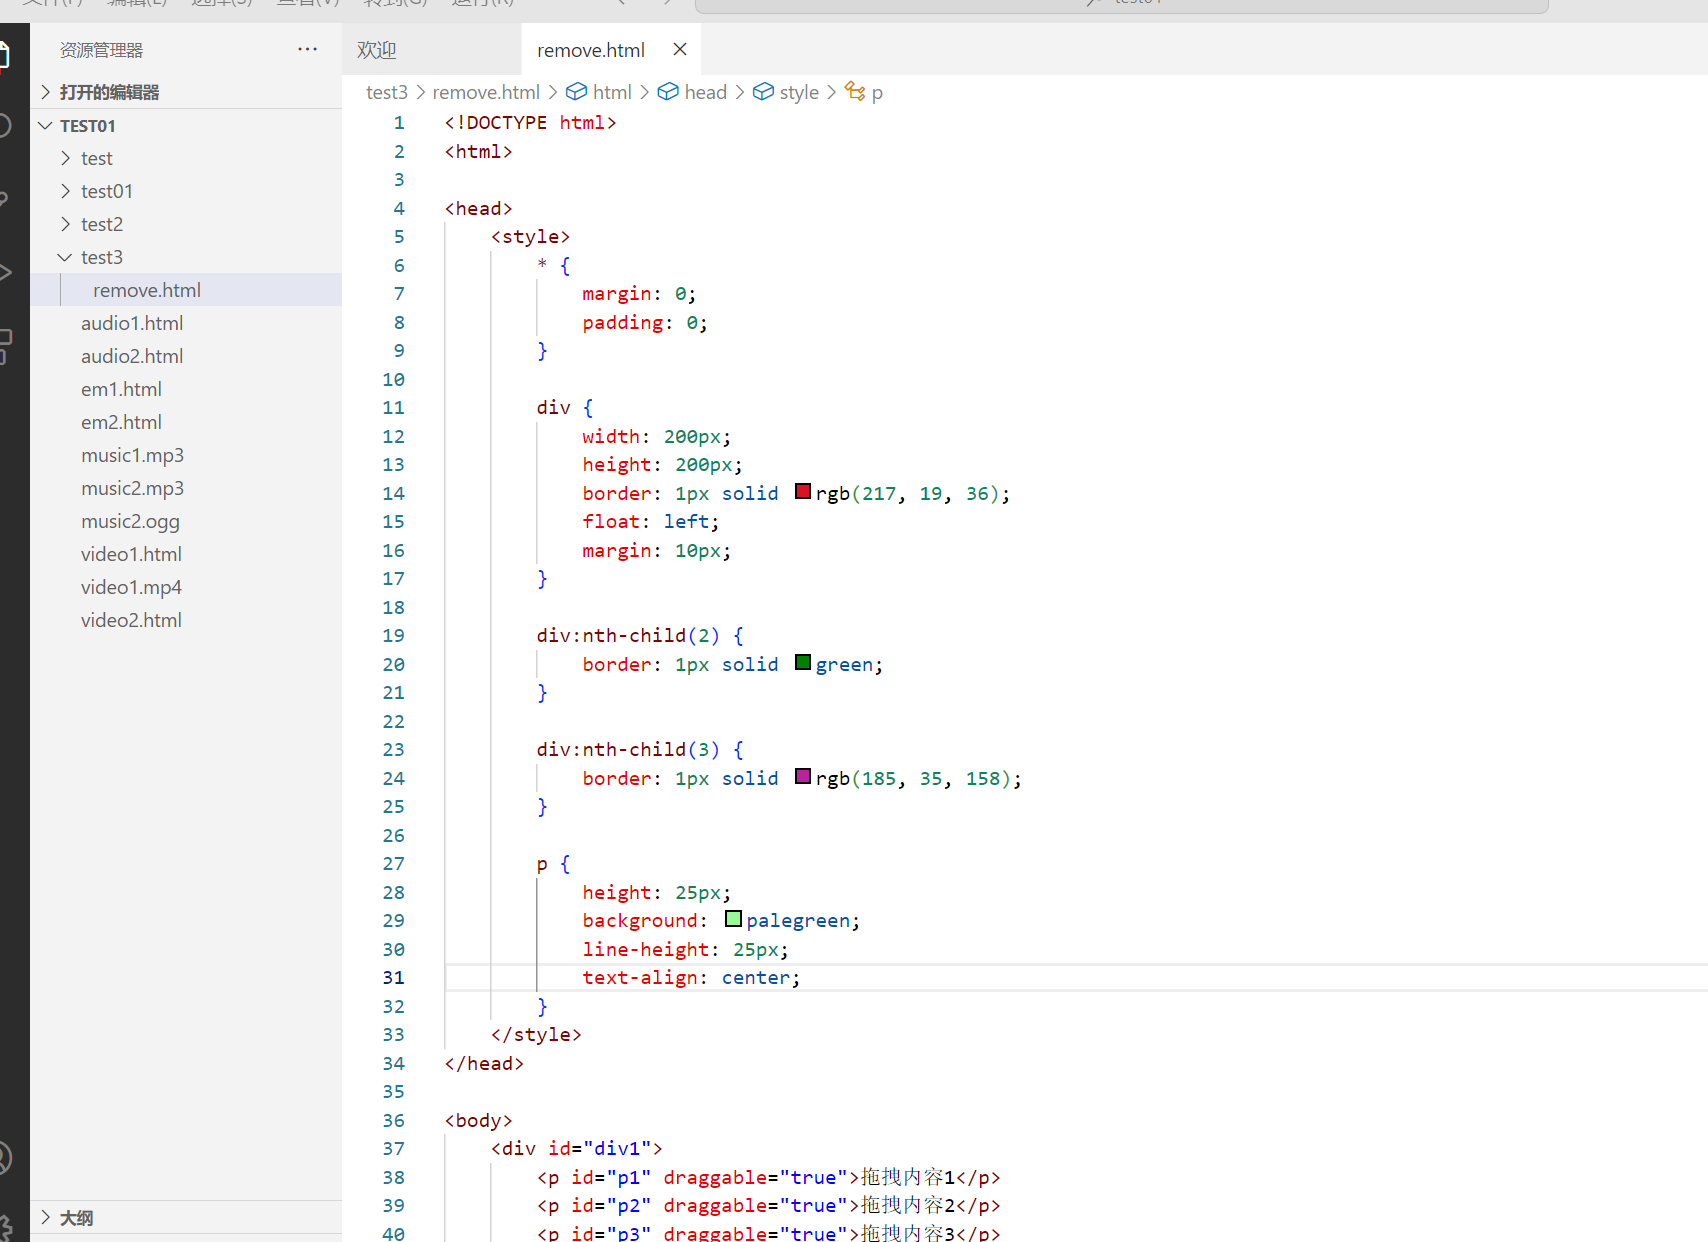 资源管理器 ···
打开的编辑器
TEST01
test
test01
test2
test3
remove.html
audio1.html
audio2.html
em1.html
em2.html
music1.mp3
music2.mp3
music2.ogg
video1.html
video1.mp4
video2.html
大纲
欢迎 remove.html
test3 > remove.html > html > head > style > p
1 <!DOCTYPE html>
2 <html>
3
4 <head>
5 <style>
6 * {
7 margin: 0;
8 padding: 0;
9 }
10
11 div {
12 width: 200px;
13 height: 200px;
14 border: 1px solid rgb(217, 19, 36);
15 float: left;
16 margin: 10px;
17 }
18
19 div:nth-child(2) {
20 border: 1px solid green;
21 }
22
23 div:nth-child(3) {
24 border: 1px solid rgb(185, 35, 158);
25 }
26
27 p {
28 height: 25px;
29 background: palegreen;
30 line-height: 25px;
31 text-align: center;
32 }
33 </style>
34 </head>
35
36 <body>
37 <div id="div1">
38 <p id="p1" draggable="true">拖拽内容1</p>
39 <p id="p2" draggable="true">拖拽内容2</p>
40 <p id="p3" draggable="true">拖拽内容3</p>